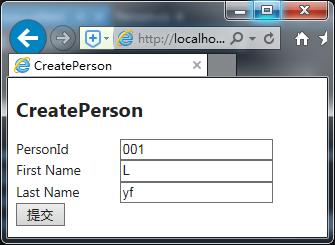 http://localho...
CreatePerson
CreatePerson
PersonId 001
First Name L
Last Name yf
提交